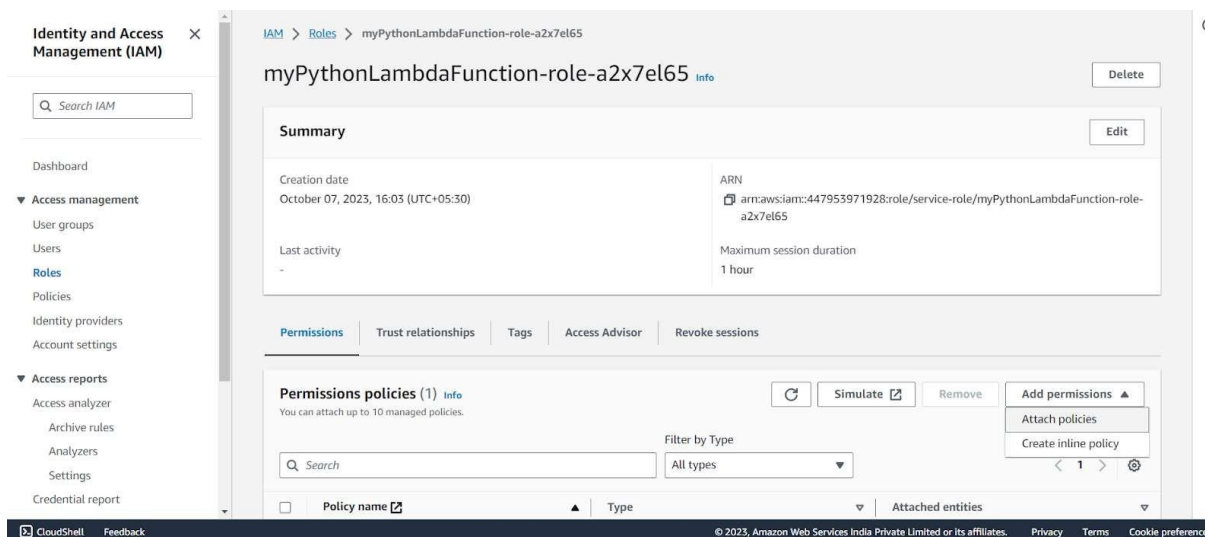 Identity and Access
Management (IAM)
Search IAM
Dashboard
Access management
User groups
Users
Roles
Policies
Identity providers
Account settings
Access reports
Access analyzer
Archive rules
Analyzers
Settings
Credential report
IAM > Roles > myPythonLambdaFunction-role-a2x7el65
myPythonLambdaFunction-role-a2x7el65 Info
Delete
Summary
Edit
Creation date
October 07, 2023, 16:03 (UTC+05:30)
ARN
arn:aws:iam::447953971928:role/service-role/myPythonLambdaFunction-role-
a2x7el65
Last activity
-
Maximum session duration
1 hour
Permissions Trust relationships Tags Access Advisor Revoke sessions
Permissions policies (1) Info
You can attach up to 10 managed policies.
Simulate Remove Add permissions
Attach policies
Create inline policy
Filter by Type
Search All types < 1 >
Policy name Type Attached entities
CloudShell Feedback © 2023, Amazon Web Services India Private Limited or its affiliates. Privacy Terms Cookie preference